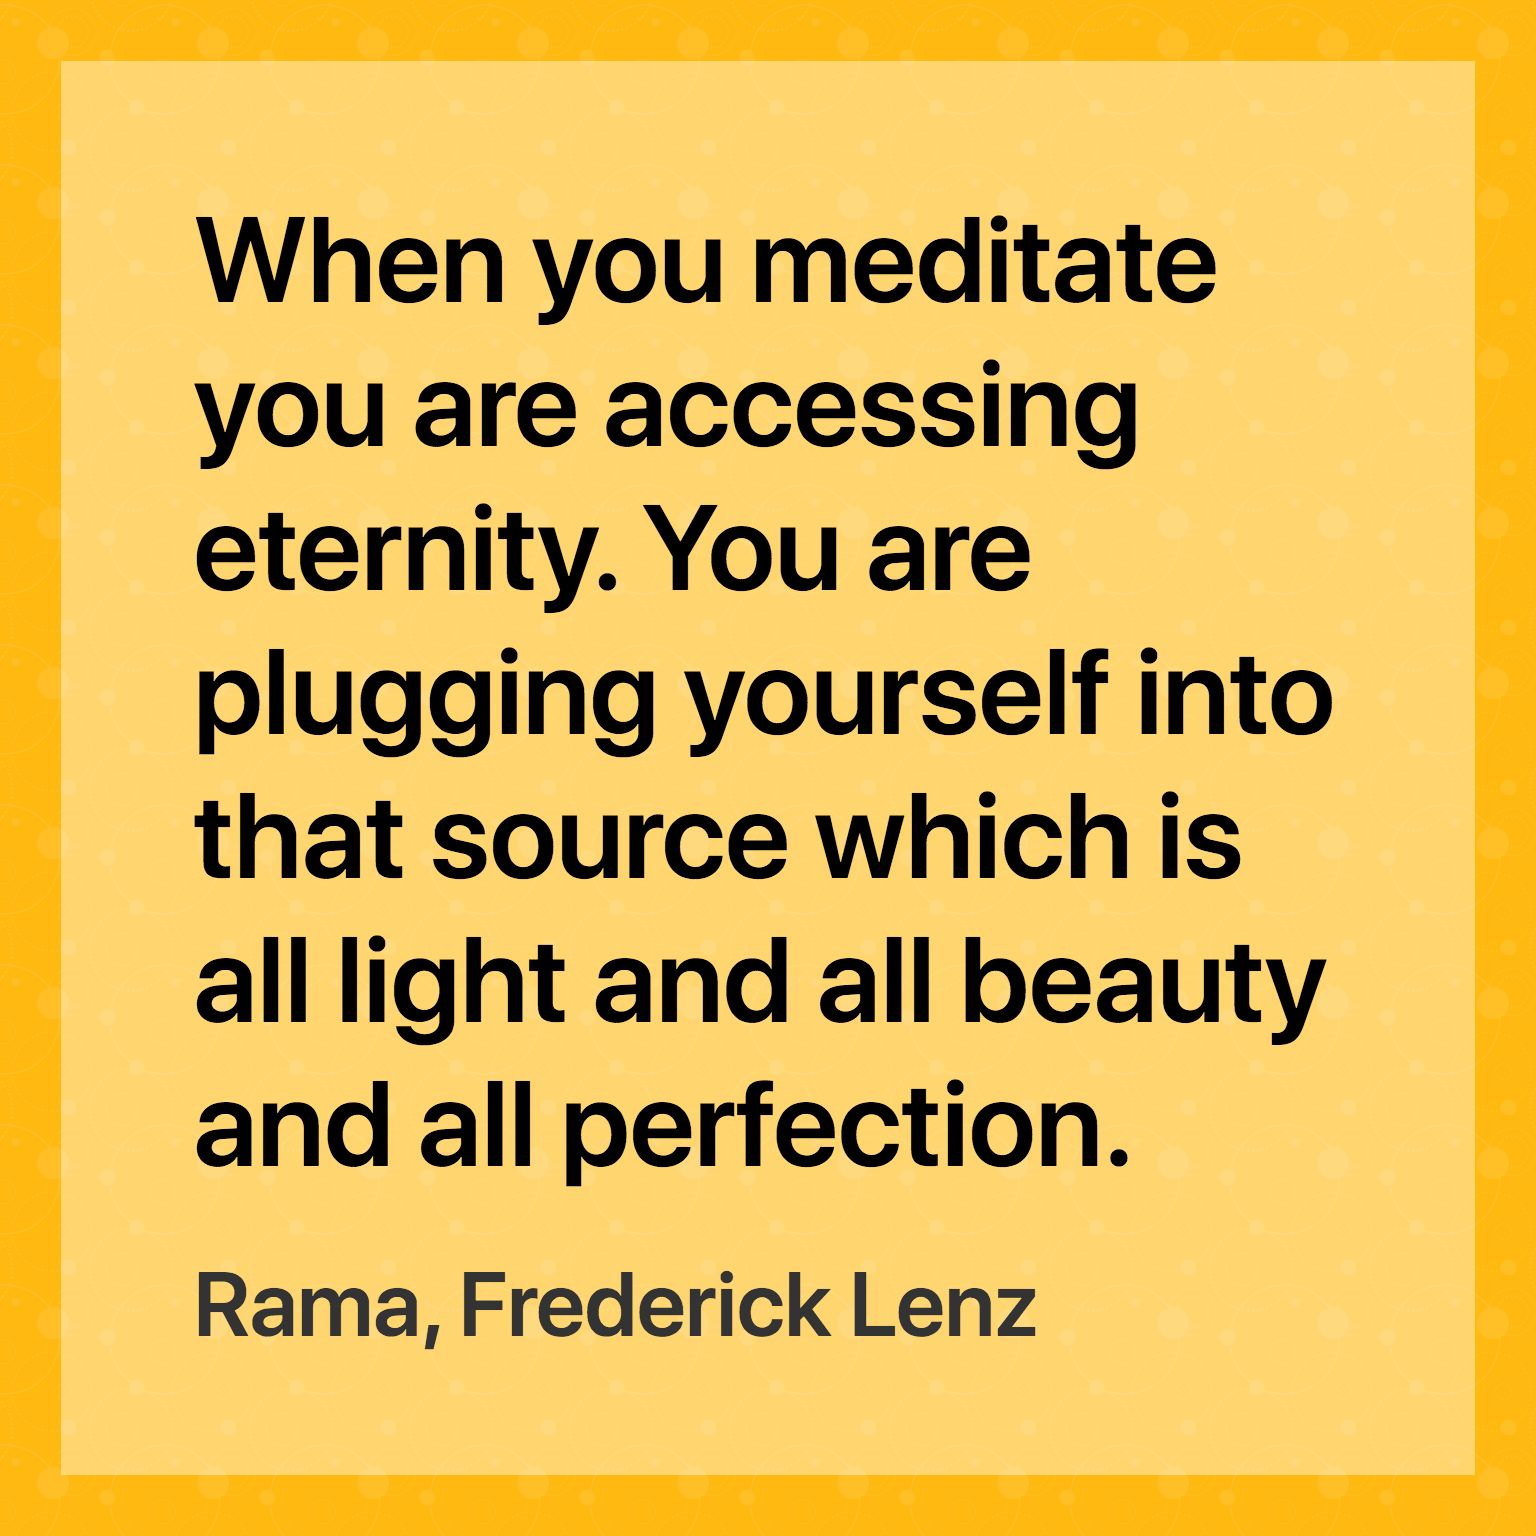 When you meditate
you are accessing
eternity. You are
plugging yourself into
that source which is
all light and all beauty
and all perfection.
Rama, Frederick Lenz